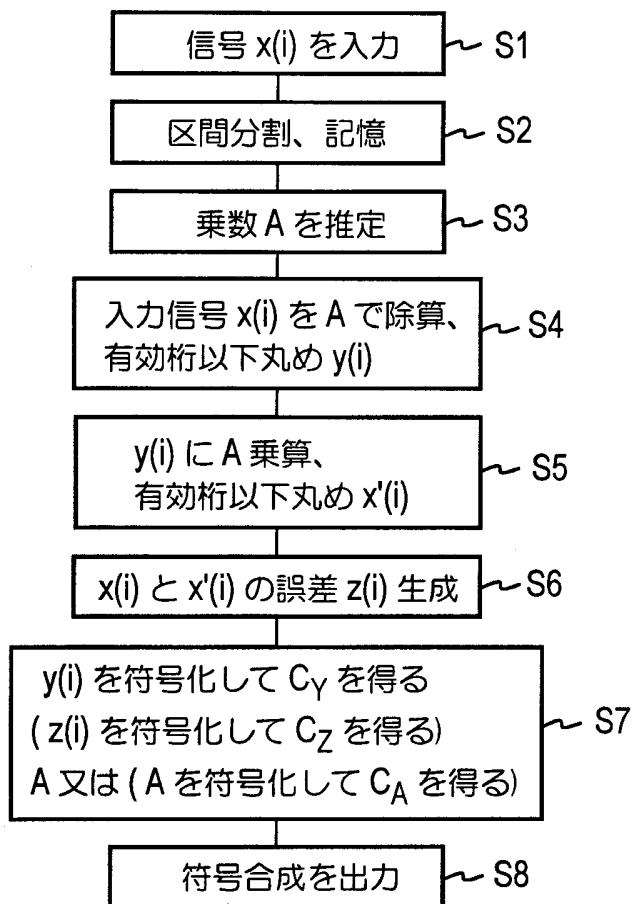 信号 x(i) を入力 S1
区間分割、記憶 S2
乗数 A を推定 S3
入力信号 x(i) を A で除算、
有効桁以下丸め y(i) S4
y(i) に A 乗算、
有効桁以下丸め x'(i) S5
x(i) と x'(i) の誤差 z(i) 生成 S6
y(i) を符号化して CY を得る
( z(i) を符号化して CZ を得る) S7
A 又は ( A を符号化して CA を得る)
符号合成を出力 S8